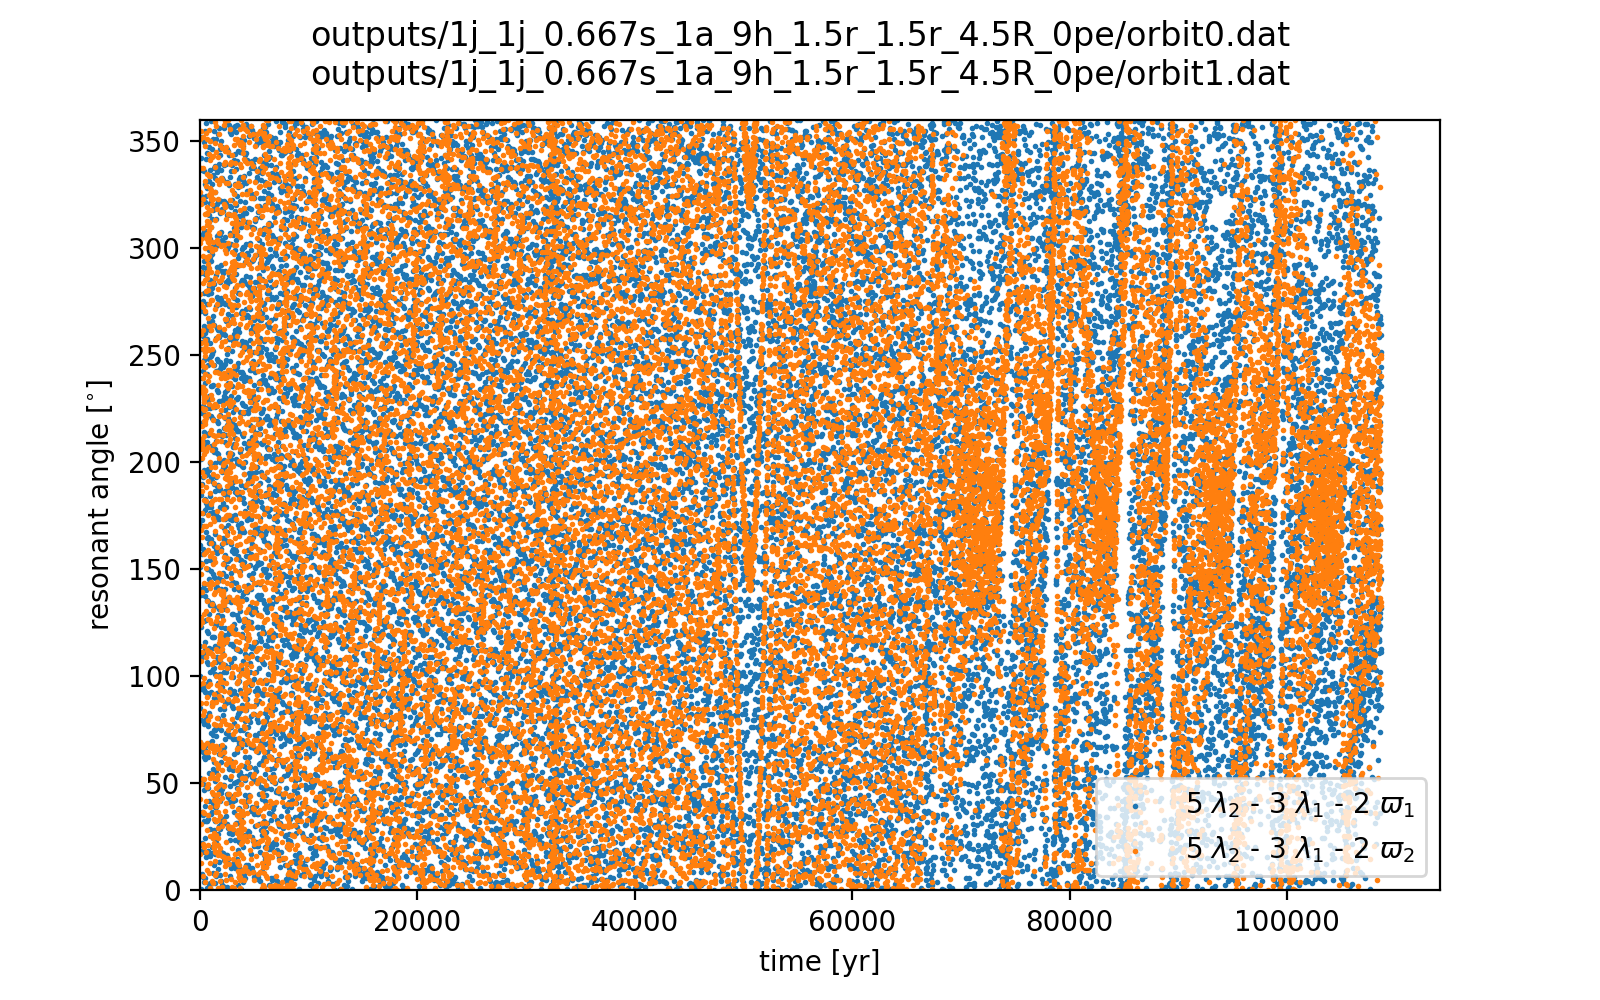 outputs/1j_1j_0.667s_1a_9h_1.5r_1.5r_4.5R_0pe/orbit0.dat
outputs/1j_1j_0.667s_1a_9h_1.5r_1.5r_4.5R_0pe/orbit1.dat
350
300
250
200
150
100
50
0
resonant angle [°]
5 λ₂ - 3 λ₁ - 2 ϖ₁
5 λ₂ - 3 λ₁ - 2 ϖ₂
0 20000 40000 60000 80000 100000
time [yr]